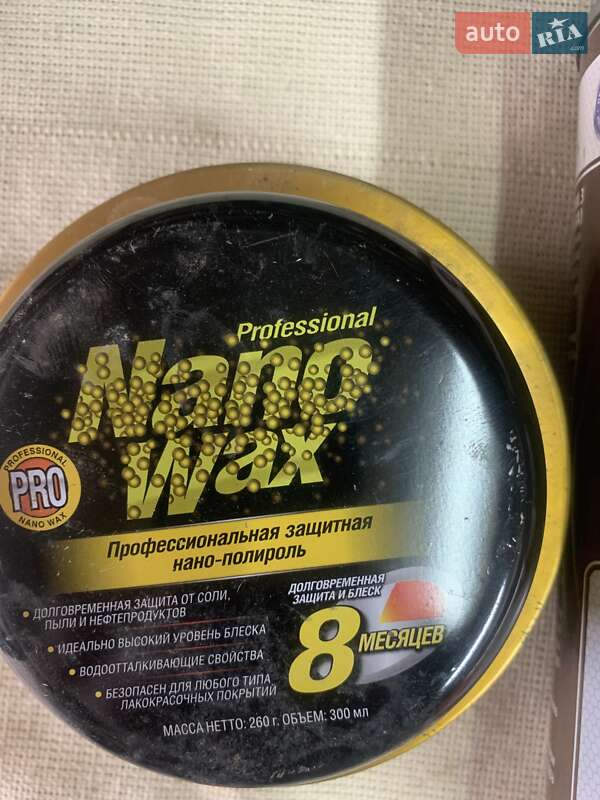 auto RIA.com
Professional
Nano
Wax
PROFESSIONAL
PRO
NANO WAX
Профессиональная защитная
нано-полироль
ДОЛГОВРЕМЕННАЯ
ЗАЩИТА И БЛЕСК
8 МЕСЯЦЕВ
• ДОЛГОВРЕМЕННАЯ ЗАЩИТА ОТ СОЛИ,
ПЫЛИ И НЕФТЕПРОДУКТОВ
• ИДЕАЛЬНО ВЫСОКИЙ УРОВЕНЬ БЛЕСКА
• ВОДООТТАЛКИВАЮЩИЕ СВОЙСТВА
• БЕЗОПАСЕН ДЛЯ ЛЮБОГО ТИПА
ЛАКОКРАСОЧНЫХ ПОКРЫТИЙ
МАССА НЕТТО: 260 г. ОБЪЕМ: 300 мл